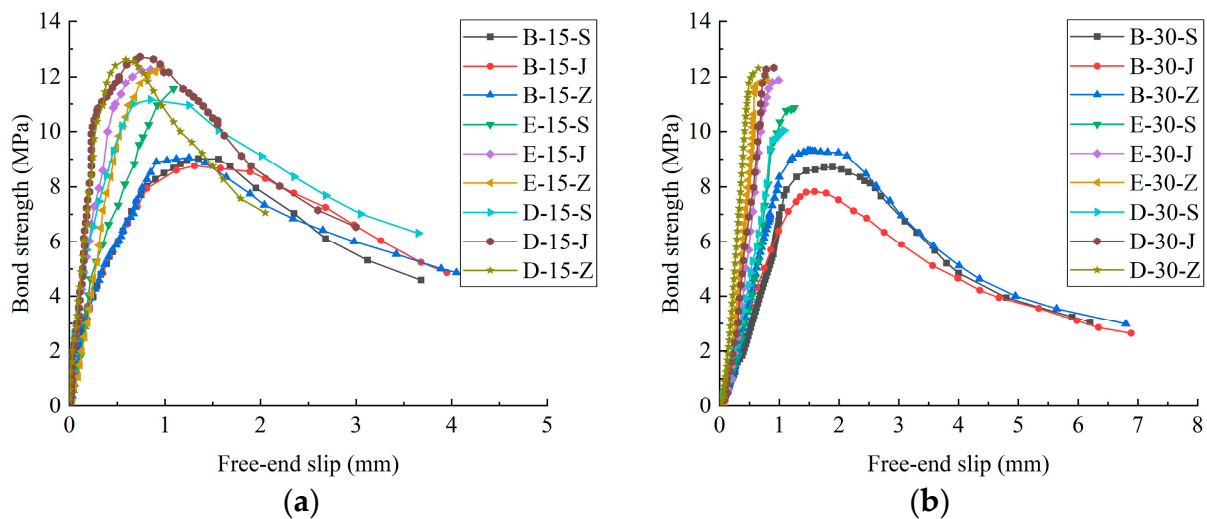 14
12
10
8
6
4
2
0
Bond strength (MPa)
0 1 2 3 4 5
Free-end slip (mm)
B-15-S
B-15-J
B-15-Z
E-15-S
E-15-J
E-15-Z
D-15-S
D-15-J
D-15-Z
(a)
14
12
10
8
6
4
2
0
Bond strength (MPa)
0 1 2 3 4 5 6 7 8
Free-end slip (mm)
B-30-S
B-30-J
B-30-Z
E-30-S
E-30-J
E-30-Z
D-30-S
D-30-J
D-30-Z
(b)